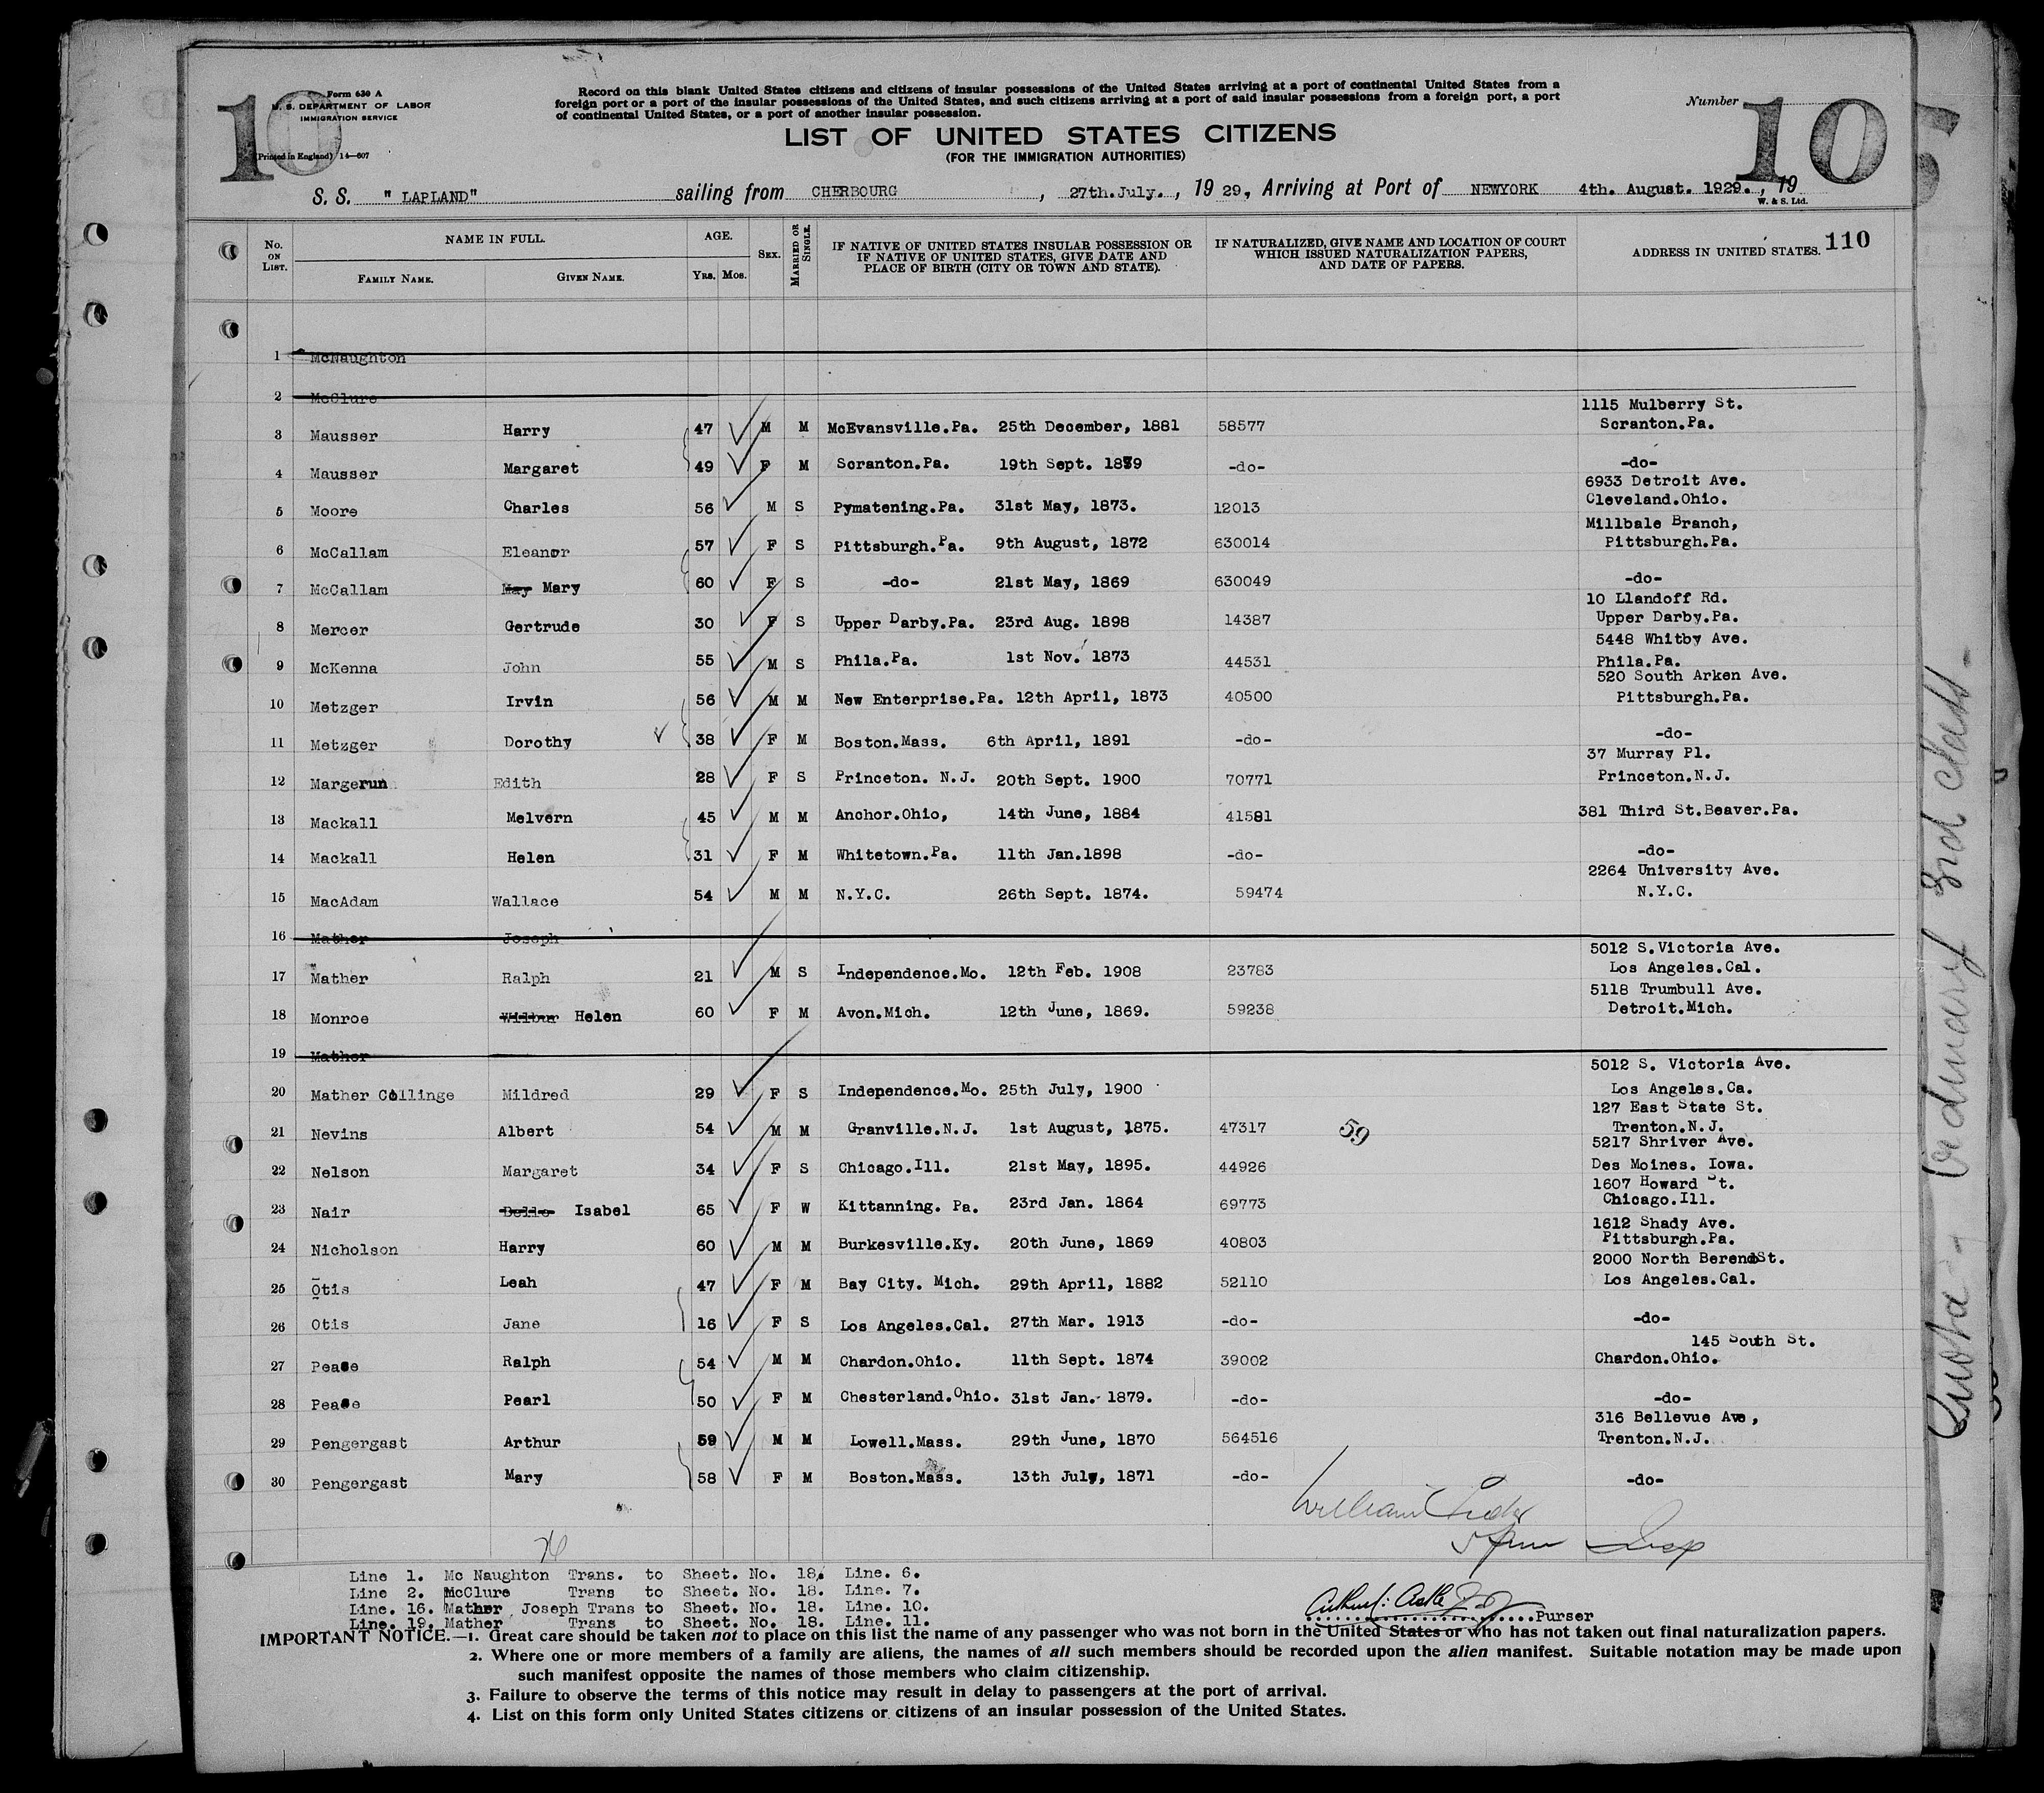 Form 630 A
U. S. DEPARTMENT OF LABOR
IMMIGRATION SERVICE
(Printed in England) 14—607
10
Record on this blank United States citizens and citizens of insular possessions of the United States arriving at a port of continental United States from a
foreign port or a port of the insular possessions of the United States, and such citizens arriving at a port of said insular possessions from a foreign port, a port
of continental United States, or a port of another insular possession.
Number 10
LIST OF UNITED STATES CITIZENS
(FOR THE IMMIGRATION AUTHORITIES)
S. S. "LAPLAND" sailing from CHERBOURG, 27th.July., 1929, Arriving at Port of NEWYORK 4th. August. 1929., 19
W. & S. Ltd.
No. ON LIST. NAME IN FULL. FAMILY NAME. GIVEN NAME. AGE. Yrs. Mos. SEX. MARRIED OR SINGLE. IF NATIVE OF UNITED STATES INSULAR POSSESSION OR IF NATIVE OF UNITED STATES, GIVE DATE AND PLACE OF BIRTH (CITY OR TOWN AND STATE). IF NATURALIZED, GIVE NAME AND LOCATION OF COURT WHICH ISSUED NATURALIZATION PAPERS, AND DATE OF PAPERS. ADDRESS IN UNITED STATES. 110
1 McNaughton
2 McClure
1115 Mulberry St.
3 Mausser Harry 47 M M McEvansville.Pa. 25th December, 1881 58577 Scranton.Pa.
4 Mausser Margaret 49 F M Scranton.Pa. 19th Sept. 1879 -do- -do-
6933 Detroit Ave.
5 Moore Charles 56 M S Pymatening.Pa. 31st May, 1873. 12013 Cleveland.Ohio.
Millbale Branch,
6 McCallam Eleanor 57 F S Pittsburgh.Pa. 9th August, 1872 630014 Pittsburgh.Pa.
7 McCallam May Mary 60 F S -do- 21st May, 1869 630049 -do-
10 Llandoff Rd.
8 Mercer Gertrude 30 F S Upper Darby.Pa. 23rd Aug. 1898 14387 Upper Darby.Pa.
5448 Whitby Ave.
9 McKenna John 55 M S Phila.Pa. 1st Nov. 1873 44531 Phila.Pa.
520 South Arken Ave.
10 Metzger Irvin 56 M M New Enterprise.Pa. 12th April, 1873 40500 Pittsburgh.Pa.
11 Metzger Dorothy 38 F M Boston.Mass. 6th April, 1891 -do- -do-
37 Murray Pl.
12 Margerun Edith 28 F S Princeton. N.J. 20th Sept. 1900 70771 Princeton.N.J.
13 Mackall Melvern 45 M M Anchor.Ohio, 14th June, 1884 41581 381 Third St.Beaver.Pa.
14 Mackall Helen 31 F M Whitetown.Pa. 11th Jan.1898 -do- -do-
2264 University Ave.
15 MacAdam Wallace 54 M M N.Y.C. 26th Sept. 1874. 59474 N.Y.C.
16 Mather Joseph
5012 S.Victoria Ave.
17 Mather Ralph 21 M S Independence.Mo. 12th Feb. 1908 23783 Los Angeles.Cal.
5118 Trumbull Ave.
18 Monroe Wilbur Helen 60 F M Avon.Mich. 12th June, 1869. 59238 Detroit.Mich.
19 Mather
5012 S. Victoria Ave.
20 Mather Collinge Mildred 29 F S Independence.Mo. 25th July, 1900 Los Angeles.Ca.
127 East State St.
21 Nevins Albert 54 M M Granville.N.J. 1st August, 1875. 47317 59 Trenton.N.J.
5217 Shriver Ave.
22 Nelson Margaret 34 F S Chicago.Ill. 21st May, 1895. 44926 Des Moines. Iowa.
1607 Howard St.
23 Nair Belle Isabel 65 F W Kittanning. Pa. 23rd Jan. 1864 69773 Chicago.Ill.
1612 Shady Ave.
24 Nicholson Harry 60 M M Burkesville.Ky. 20th June, 1869 40803 Pittsburgh.Pa.
2000 North BerendSt.
25 Otis Leah 47 F M Bay City. Mich. 29th April, 1882 52110 Los Angeles.Cal.
26 Otis Jane 16 F S Los Angeles.Cal. 27th Mar. 1913 -do- -do-
145 South St.
27 Pease Ralph 54 M M Chardon.Ohio. 11th Sept. 1874 39002 Chardon.Ohio.
28 Pease Pearl 50 F M Chesterland.Ohio. 31st Jan. 1879. -do- -do-
316 Bellevue Ave,
29 Pengergast Arthur 59 M M Lowell.Mass. 29th June, 1870 564516 Trenton.N.J.
30 Pengergast Mary 58 F M Boston.Mass. 13th July, 1871 -do- -do-
William
Insp
Line 1. Mc Naughton Trans. to Sheet. No. 18. Line. 6.
Line 2. McClure Trans to Sheet. No. 18. Line. 7.
Line. 16. Mather, Joseph Trans to Sheet. No. 18. Line. 10.
Line. 19. Mather Trans to Sheet. No. 18. Line. 11.
Purser
IMPORTANT NOTICE.—1. Great care should be taken not to place on this list the name of any passenger who was not born in the United States or who has not taken out final naturalization papers.
2. Where one or more members of a family are aliens, the names of all such members should be recorded upon the alien manifest. Suitable notation may be made upon
such manifest opposite the names of those members who claim citizenship.
3. Failure to observe the terms of this notice may result in delay to passengers at the port of arrival.
4. List on this form only United States citizens or citizens of an insular possession of the United States.
ordinary 3rd class